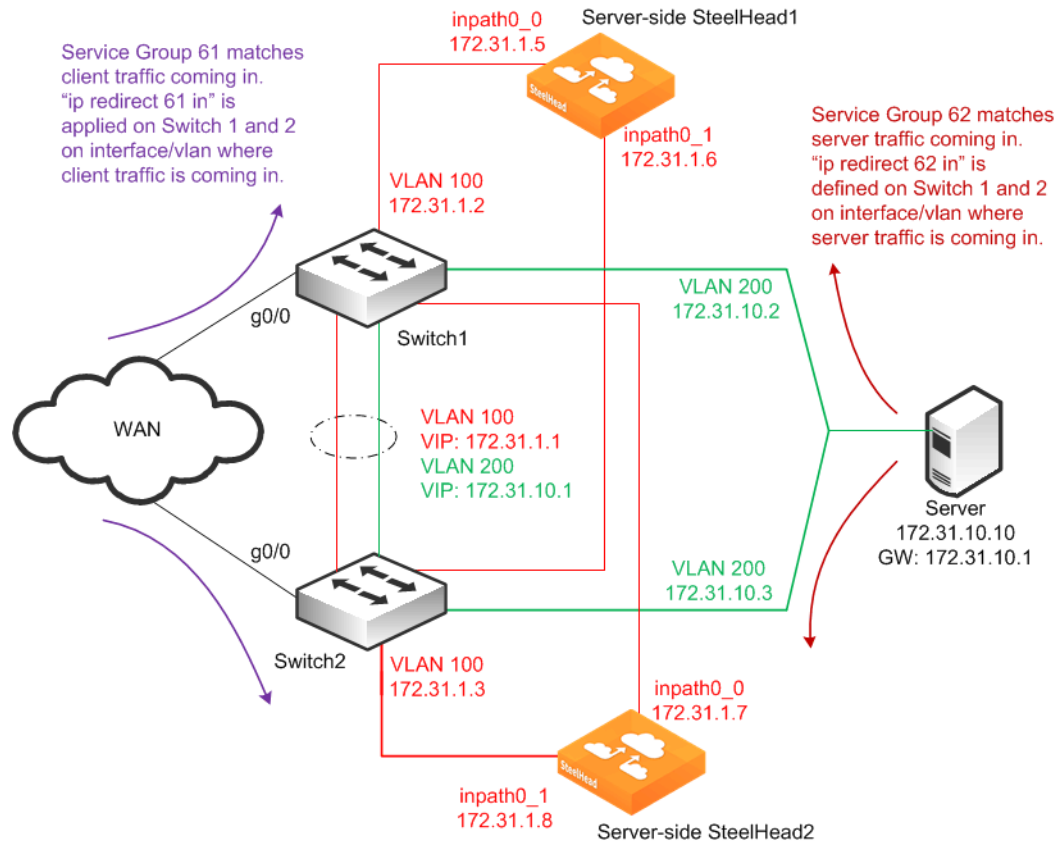 inpath0_0
172.31.1.5
Server-side SteelHead1
Service Group 61 matches
client traffic coming in.
“ip redirect 61 in” is
applied on Switch 1 and 2
on interface/vlan where
client traffic is coming in.
SteelHead
inpath0_1
172.31.1.6
Service Group 62 matches
server traffic coming in.
“ip redirect 62 in” is
defined on Switch 1 and 2
on interface/vlan where
server traffic is coming in.
VLAN 100
172.31.1.2
VLAN 200
172.31.10.2
g0/0
Switch1
WAN
VLAN 100
VIP: 172.31.1.1
VLAN 200
VIP: 172.31.10.1
Server
172.31.10.10
GW: 172.31.10.1
g0/0
VLAN 200
172.31.10.3
Switch2
VLAN 100
172.31.1.3
inpath0_0
172.31.1.7
SteelHead
inpath0_1
172.31.1.8
Server-side SteelHead2